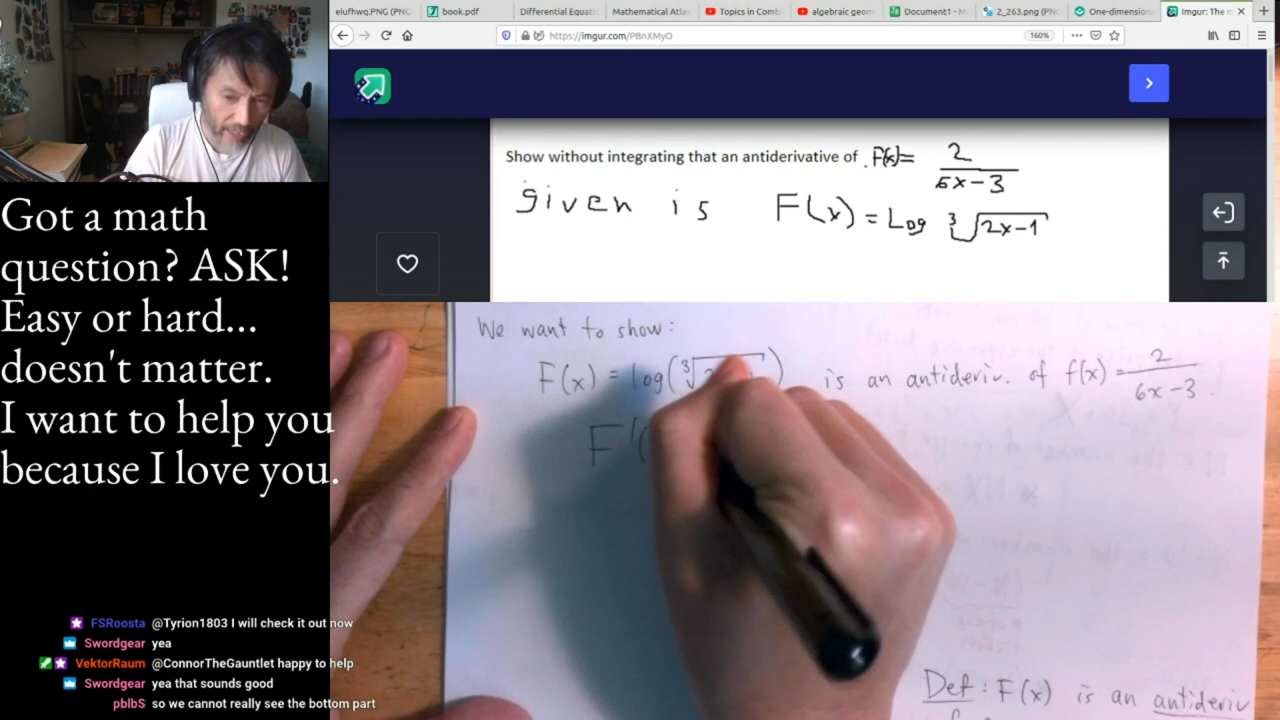 eiufhwq.PNG (PNG
book.pdf
Differential Equati
Mathematical Atlas
Topics in Comb
algebraic geom
Document1 - M
2_263.png (PNG
One-dimension
Imgur: The m
https://imgur.com/PBnXMyO
160%
Show without integrating that an antiderivative of F(x) = 2 / 6x-3
given is F(x) = Log ∛(2x-1)
Got a math
question? ASK!
Easy or hard...
doesn't matter.
I want to help you
because I love you.
We want to show:
F(x) = log(∛ ) is an antideriv. of f(x) = 2 / 6x-3.
F'(
Def: F(x) is an antideriv
FSRoosta @Tyrion1803 I will check it out now
Swordgear yea
VektorRaum @ConnorTheGauntlet happy to help
Swordgear yea that sounds good
pblbS so we cannot really see the bottom part